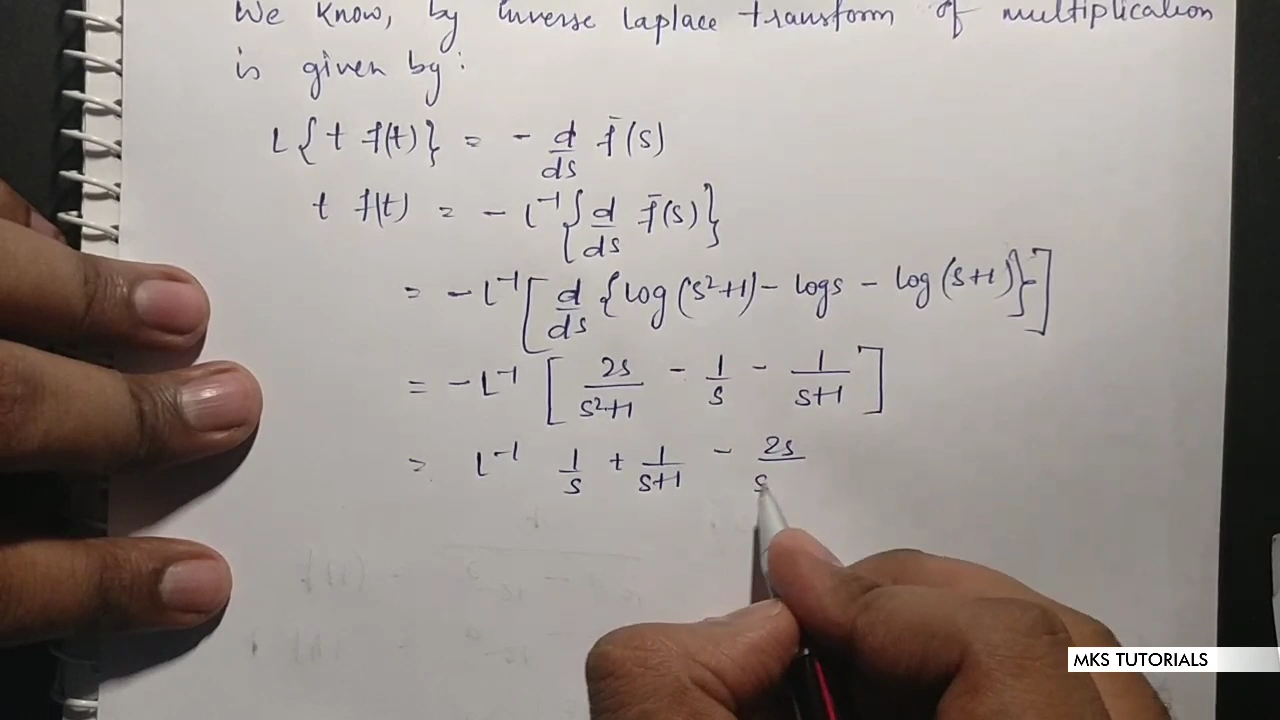 We know, by inverse laplace transform of multiplication
is given by:
L{t f(t)} = - d/ds f̄(s)
t f(t) = - L⁻¹{d/ds f̄(s)}
= - L⁻¹[d/ds {log(s²+1) - logs - log(s+1)}]
= - L⁻¹ [2s/s²+1 - 1/s - 1/s+1]
= L⁻¹ 1/s + 1/s+1 - 2s/s
MKS TUTORIALS